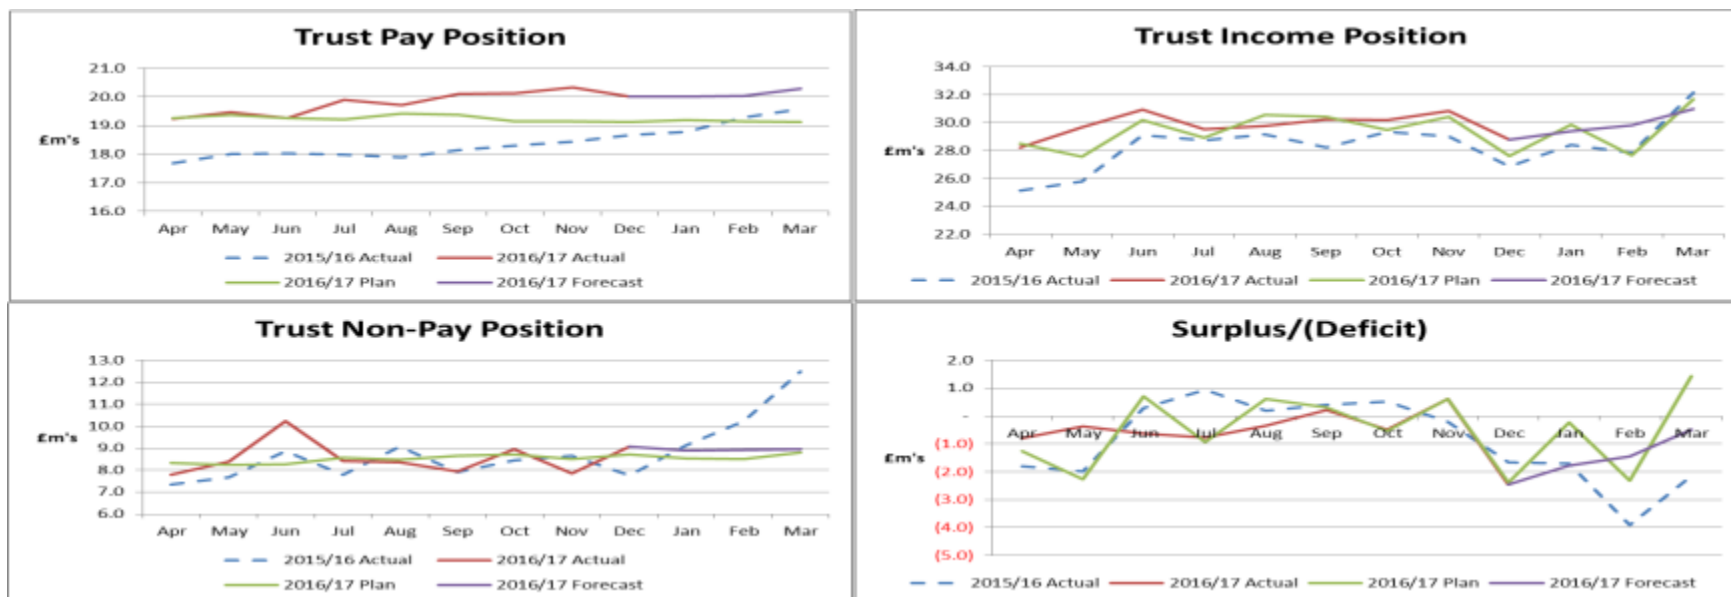 Trust Pay Position
21.0
20.0
19.0
£m's
18.0
17.0
16.0
Apr May Jun Jul Aug Sep Oct Nov Dec Jan Feb Mar
2015/16 Actual 2016/17 Actual
2016/17 Plan 2016/17 Forecast
Trust Income Position
34.0
32.0
30.0
28.0
£m's
26.0
24.0
22.0
Apr May Jun Jul Aug Sep Oct Nov Dec Jan Feb Mar
2015/16 Actual 2016/17 Actual 2016/17 Plan 2016/17 Forecast
Trust Non-Pay Position
13.0
12.0
11.0
10.0
£m's
9.0
8.0
7.0
6.0
Apr May Jun Jul Aug Sep Oct Nov Dec Jan Feb Mar
2015/16 Actual 2016/17 Actual
2016/17 Plan 2016/17 Forecast
Surplus/(Deficit)
2.0
1.0
-
Apr May Jun Jul Aug Sep Oct Nov Dec Jan Feb Mar
(1.0)
£m's
(2.0)
(3.0)
(4.0)
(5.0)
2015/16 Actual 2016/17 Actual 2016/17 Plan 2016/17 Forecast